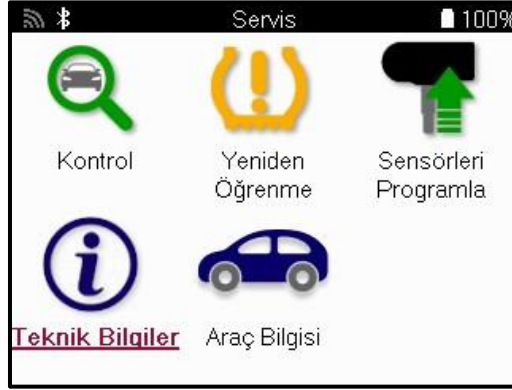 Servis
100%
Kontrol
Yeniden
Öğrenme
Sensörleri
Programla
Teknik Bilgiler
Araç Bilgisi